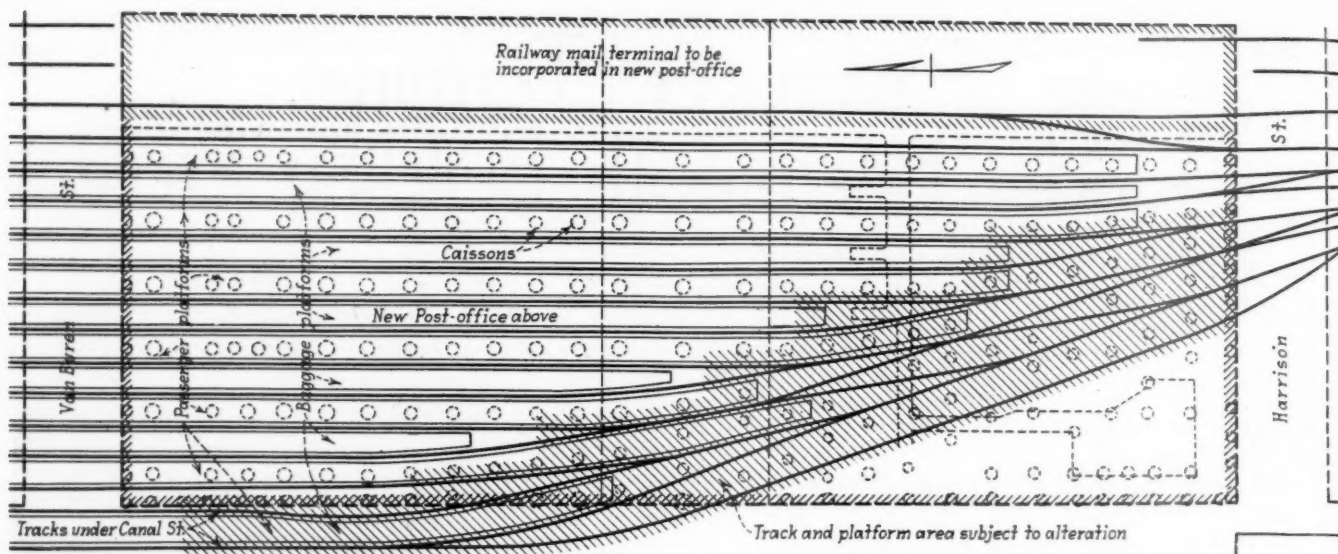 Railway mail terminal to be
incorporated in new post-office
St.
Van Buren
Passenger platforms
Baggage platforms
Caissons
New Post-office above
St.
Harrison
Tracks under Canal St.
Track and platform area subject to alteration